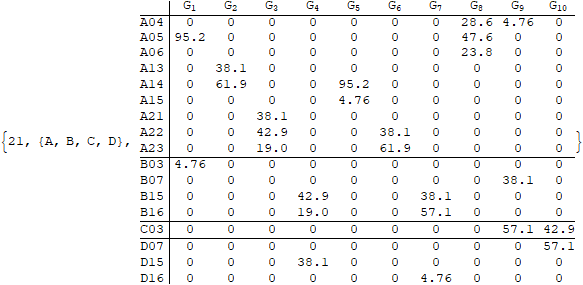 G1 G2 G3 G4 G5 G6 G7 G8 G9 G10
A04 0 0 0 0 0 0 0 28.6 4.76 0
A05 95.2 0 0 0 0 0 0 47.6 0 0
A06 0 0 0 0 0 0 0 23.8 0 0
A13 0 38.1 0 0 0 0 0 0 0 0
A14 0 61.9 0 0 95.2 0 0 0 0 0
A15 0 0 0 0 4.76 0 0 0 0 0
A21 0 0 38.1 0 0 0 0 0 0 0
{21, {A, B, C, D}, A22 0 0 42.9 0 0 38.1 0 0 0 0 }
A23 0 0 19.0 0 0 61.9 0 0 0 0
B03 4.76 0 0 0 0 0 0 0 0 0
B07 0 0 0 0 0 0 0 0 38.1 0
B15 0 0 0 42.9 0 0 38.1 0 0 0
B16 0 0 0 19.0 0 0 57.1 0 0 0
C03 0 0 0 0 0 0 0 0 57.1 42.9
D07 0 0 0 0 0 0 0 0 0 57.1
D15 0 0 0 38.1 0 0 0 0 0 0
D16 0 0 0 0 0 0 4.76 0 0 0